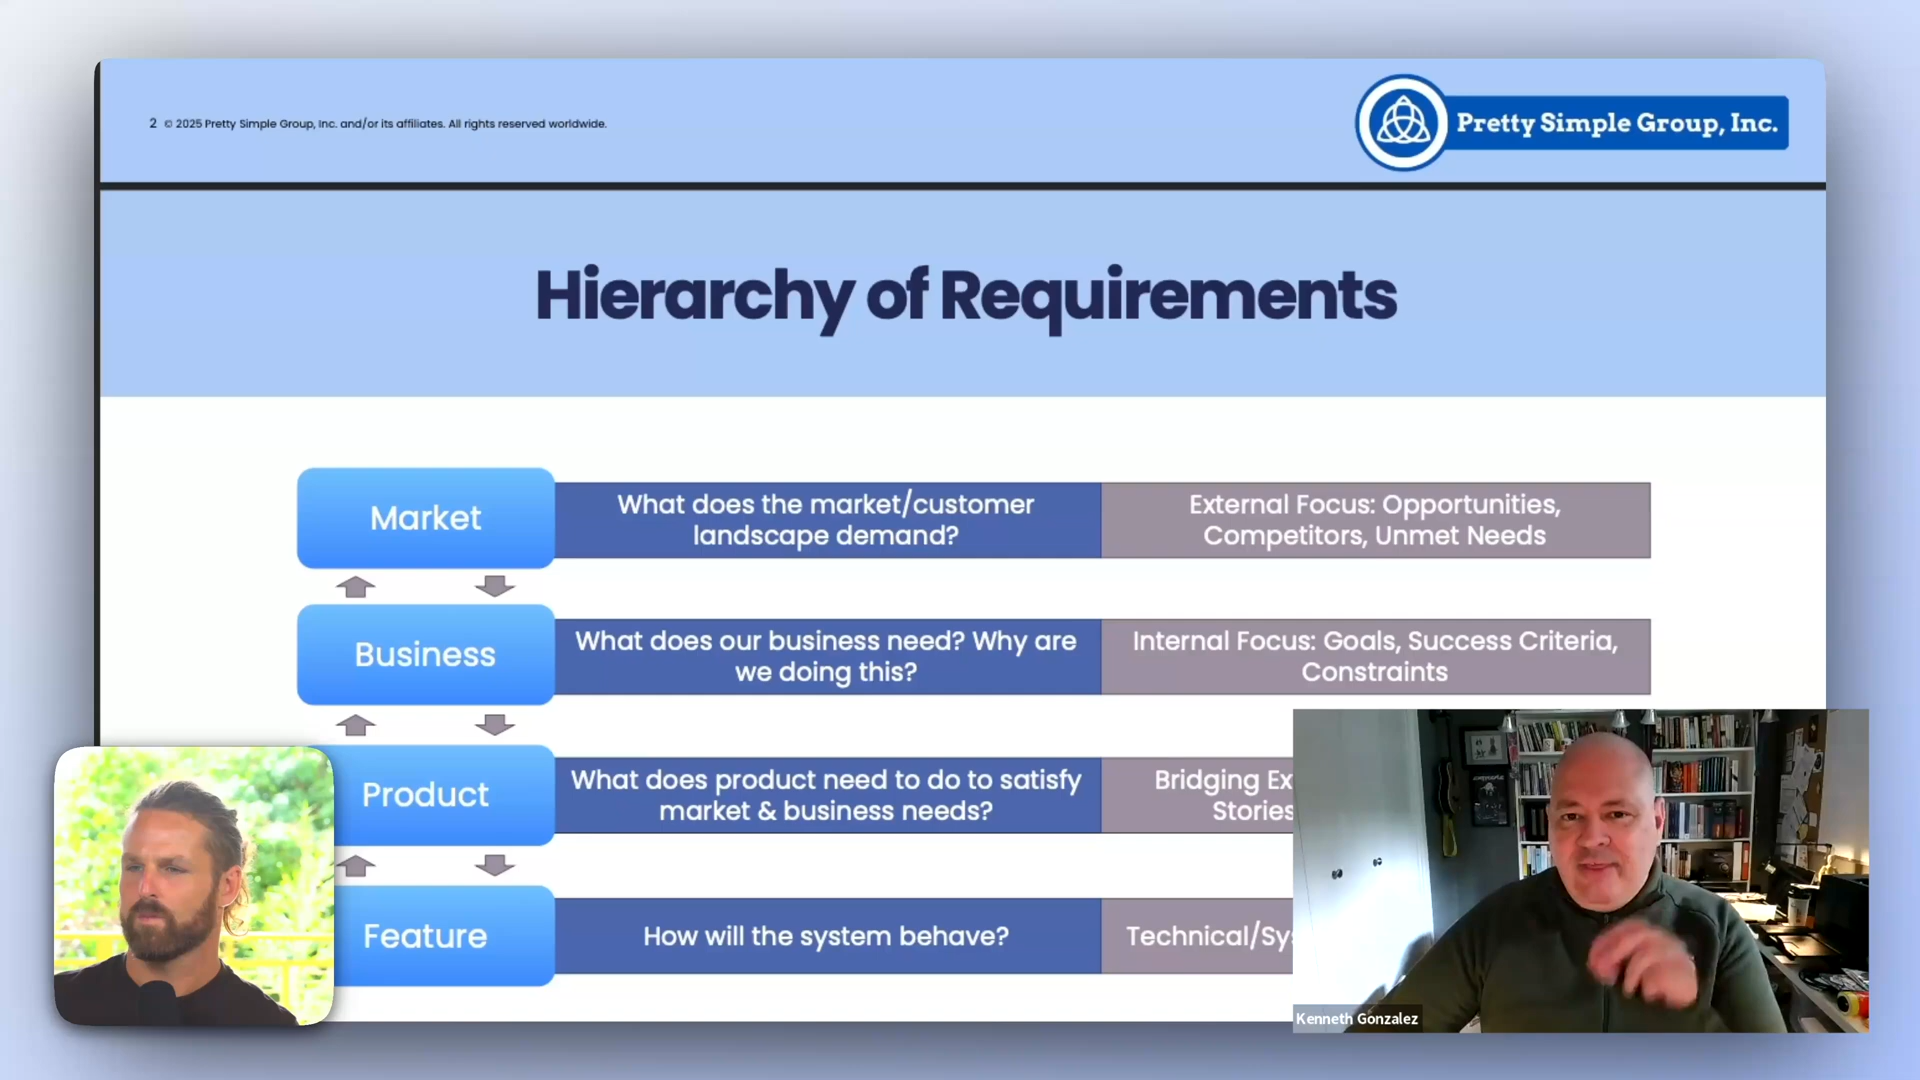 2 © 2025 Pretty Simple Group, Inc. and/or its affiliates. All rights reserved worldwide.
Pretty Simple Group, Inc.
Hierarchy of Requirements
Market
What does the market/customer
landscape demand?
External Focus: Opportunities,
Competitors, Unmet Needs
Business
What does our business need? Why are
we doing this?
Internal Focus: Goals, Success Criteria,
Constraints
Product
What does product need to do to satisfy
market & business needs?
Bridging
Stories
Feature
How will the system behave?
Kenneth Gonzalez